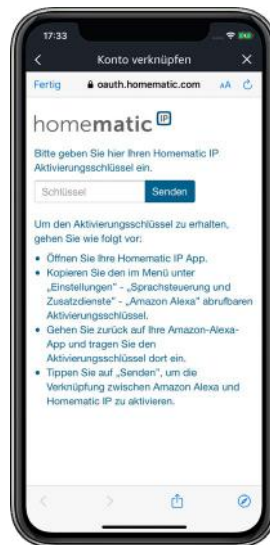 17:33
Konto verknüpfen
Fertig oauth.homematic.com AA
homematic IP
Bitte geben Sie hier Ihren Homematic IP
Aktivierungsschlüssel ein.
Schlüssel Senden
Um den Aktivierungsschlüssel zu erhalten,
gehen Sie wie folgt vor:
• Öffnen Sie Ihre Homematic IP App.
• Kopieren Sie den im Menü unter
„Einstellungen" - „Sprachsteuerung und
Zusatzdienste" - „Amazon Alexa" abrufbaren
Aktivierungsschlüssel.
• Gehen Sie zurück auf Ihre Amazon-Alexa-
App und tragen Sie den
Aktivierungsschlüssel dort ein.
• Tippen Sie auf „Senden", um die
Verknüpfung zwischen Amazon Alexa und
Homematic IP zu aktivieren.